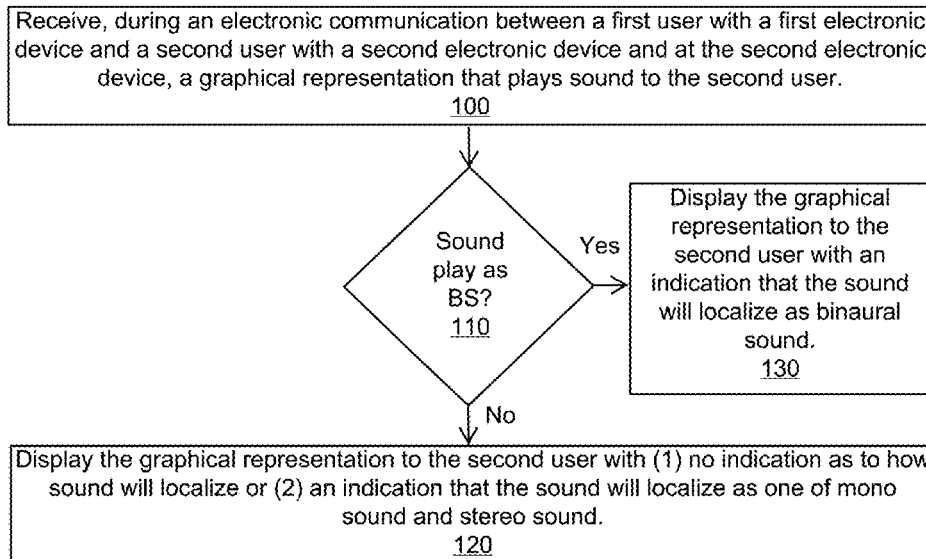 Receive, during an electronic communication between a first user with a first electronic
device and a second user with a second electronic device and at the second electronic
device, a graphical representation that plays sound to the second user.
100
Sound
play as
BS?
110
Yes
Display the graphical
representation to the
second user with an
indication that the sound
will localize as binaural
sound.
130
No
Display the graphical representation to the second user with (1) no indication as to how
sound will localize or (2) an indication that the sound will localize as one of mono
sound and stereo sound.
120